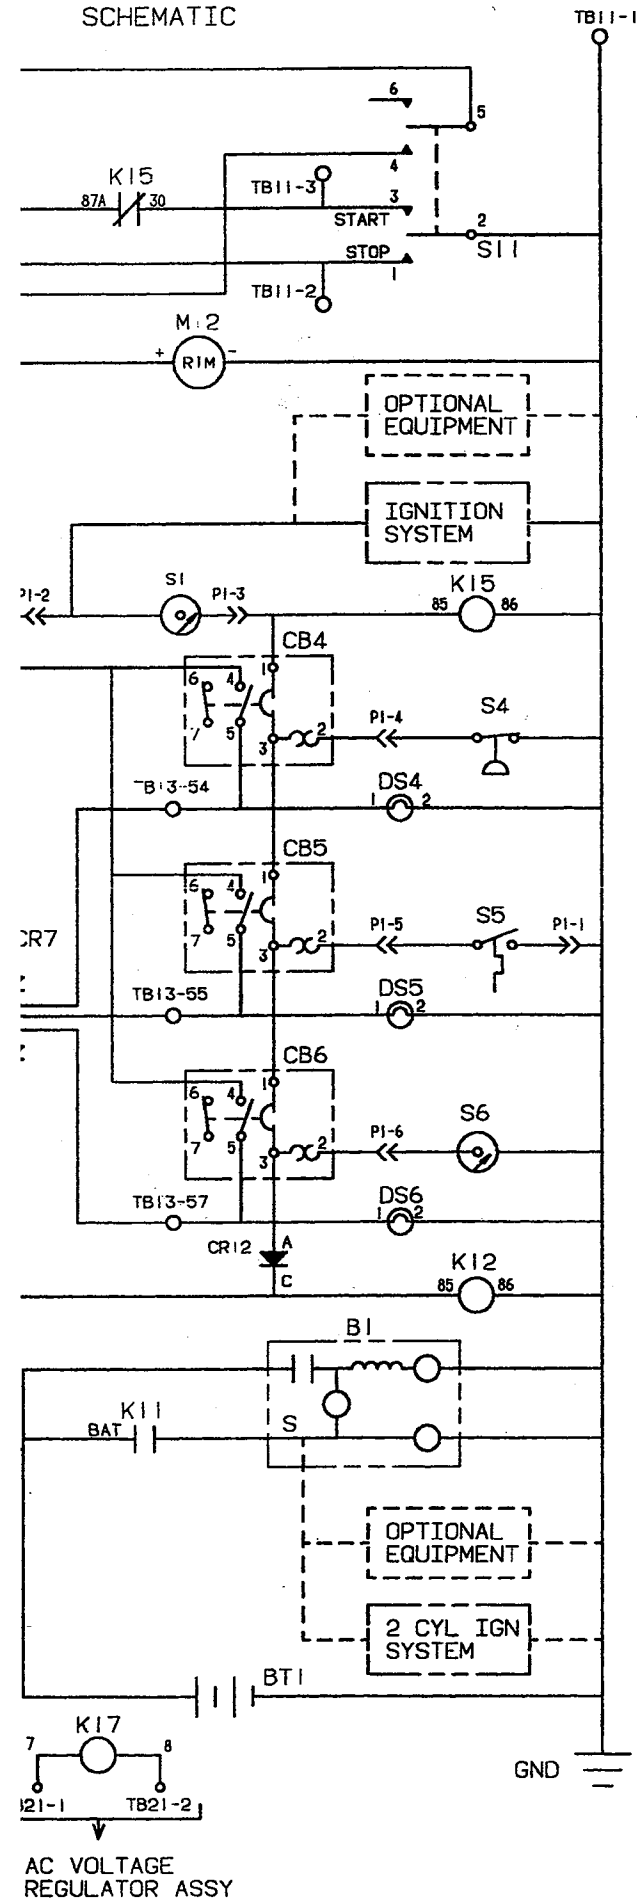 SCHEMATIC
TB11-1
6
5
4
K15
87A 30
TB11-3
3
START
2
S11
STOP
1
TB11-2
M:2
+ RTM -
OPTIONAL
EQUIPMENT
IGNITION
SYSTEM
P1-2
S1
P1-3
K15
85 86
CB4
6 4 1
7 5 3 2
P1-4
S4
TB13-54
DS4
1 2
CB5
6 4 1
7 5 3 2
P1-5
S5
P1-1
CR7
TB13-55
DS5
1 2
CB6
6 4 1
7 5 3 2
P1-6
S6
TB13-57
DS6
1 2
CR12
A
C
K12
85 86
B1
K11
BAT
S
OPTIONAL
EQUIPMENT
2 CYL IGN
SYSTEM
BT1
K17
7 8
B21-1
TB21-2
GND
AC VOLTAGE
REGULATOR ASSY